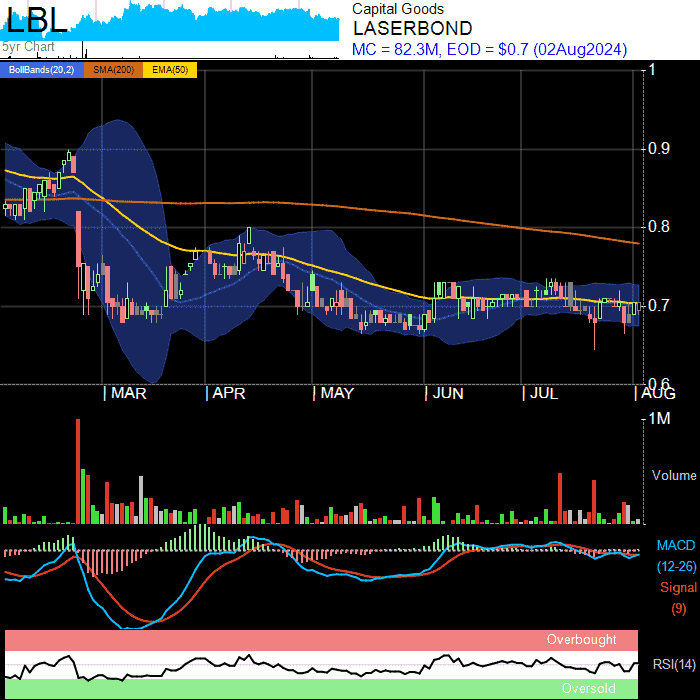 LBL
5yr Chart
Capital Goods
LASERBOND
MC = 82.3M, EOD = $0.7 (02Aug2024)
BollBands(20,2) SMA(200) EMA(50)
1
0.9
0.8
0.7
0.6
MAR APR MAY JUN JUL AUG
1M
Volume
MACD
(12-26)
Signal
(9)
Overbought
RSI(14)
Oversold